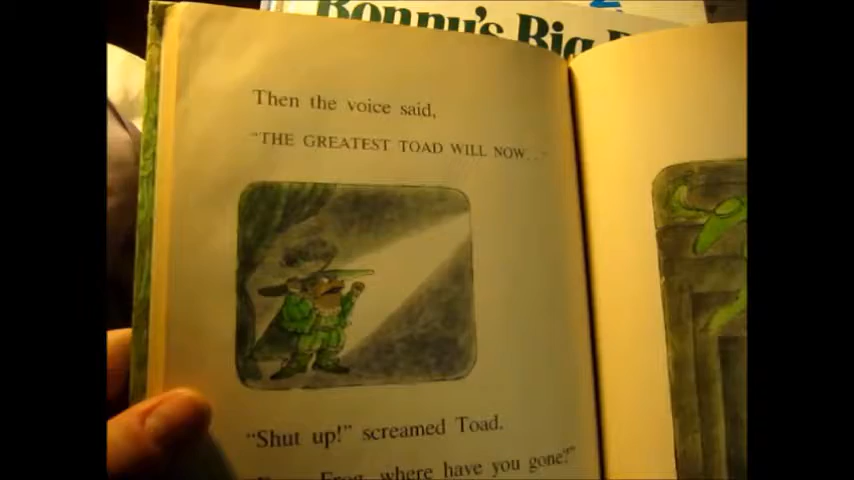 Bonny's Big
Then the voice said,
"THE GREATEST TOAD WILL NOW..."
"Shut up!" screamed Toad.
Frog, where have you gone?"